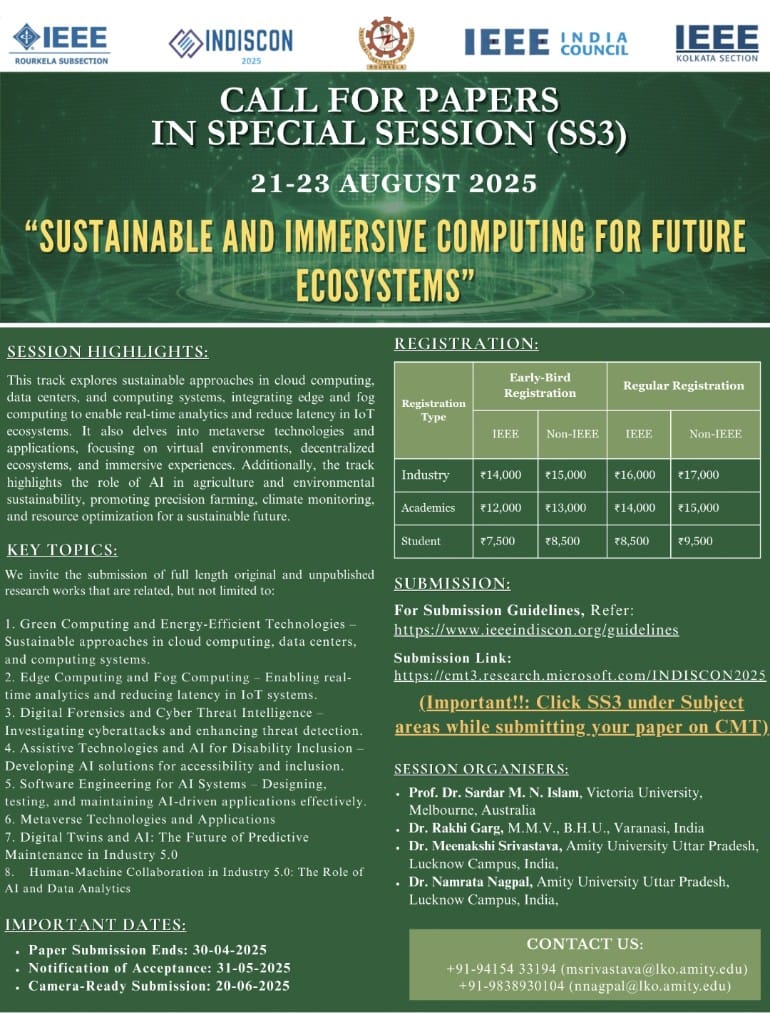 IEEE
ROURKELA SUBSECTION
INDISCON
2025
ROURKELA
IEEE INDIA
COUNCIL
IEEE
KOLKATA SECTION
CALL FOR PAPERS
IN SPECIAL SESSION (SS3)
21-23 AUGUST 2025
“SUSTAINABLE AND IMMERSIVE COMPUTING FOR FUTURE
ECOSYSTEMS”
SESSION HIGHLIGHTS:
This track explores sustainable approaches in cloud computing,
data centers, and computing systems, integrating edge and fog
computing to enable real-time analytics and reduce latency in IoT
ecosystems. It also delves into metaverse technologies and
applications, focusing on virtual environments, decentralized
ecosystems, and immersive experiences. Additionally, the track
highlights the role of AI in agriculture and environmental
sustainability, promoting precision farming, climate monitoring,
and resource optimization for a sustainable future.
KEY TOPICS:
We invite the submission of full length original and unpublished
research works that are related, but not limited to:
1. Green Computing and Energy-Efficient Technologies –
Sustainable approaches in cloud computing, data centers,
and computing systems.
2. Edge Computing and Fog Computing – Enabling real-
time analytics and reducing latency in IoT systems.
3. Digital Forensics and Cyber Threat Intelligence –
Investigating cyberattacks and enhancing threat detection.
4. Assistive Technologies and AI for Disability Inclusion –
Developing AI solutions for accessibility and inclusion.
5. Software Engineering for AI Systems – Designing,
testing, and maintaining AI-driven applications effectively.
6. Metaverse Technologies and Applications
7. Digital Twins and AI: The Future of Predictive
Maintenance in Industry 5.0
8. Human-Machine Collaboration in Industry 5.0: The Role of
AI and Data Analytics
IMPORTANT DATES:
• Paper Submission Ends: 30-04-2025
• Notification of Acceptance: 31-05-2025
• Camera-Ready Submission: 20-06-2025
REGISTRATION:
Registration Type
Early-Bird Registration
Regular Registration
IEEE Non-IEEE IEEE Non-IEEE
Industry ₹14,000 ₹15,000 ₹16,000 ₹17,000
Academics ₹12,000 ₹13,000 ₹14,000 ₹15,000
Student ₹7,500 ₹8,500 ₹8,500 ₹9,500
SUBMISSION:
For Submission Guidelines, Refer:
https://www.ieeeindiscon.org/guidelines
Submission Link:
https://cmt3.research.microsoft.com/INDISCON2025
(Important!!: Click SS3 under Subject
areas while submitting your paper on CMT)
SESSION ORGANISERS:
• Prof. Dr. Sardar M. N. Islam, Victoria University,
Melbourne, Australia
• Dr. Rakhi Garg, M.M.V., B.H.U., Varanasi, India
• Dr. Meenakshi Srivastava, Amity University Uttar Pradesh,
Lucknow Campus, India,
• Dr. Namrata Nagpal, Amity University Uttar Pradesh,
Lucknow Campus, India,
CONTACT US:
+91-94154 33194 (msrivastava@lko.amity.edu)
+91-9838930104 (nnagpal@lko.amity.edu)